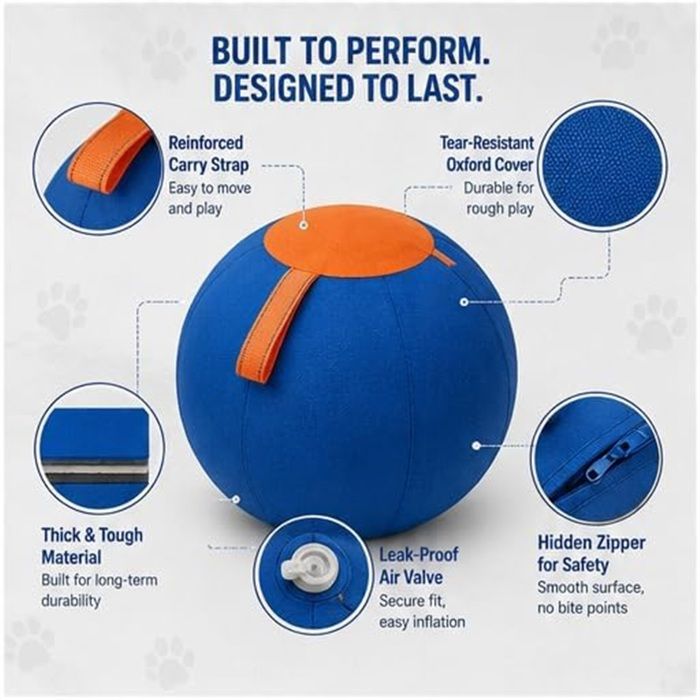 BUILT TO PERFORM.
DESIGNED TO LAST.
Reinforced
Carry Strap
Easy to move
and play
Tear-Resistant
Oxford Cover
Durable for
rough play
Thick & Tough
Material
Built for long-term
durability
Leak-Proof
Air Valve
Secure fit,
easy inflation
Hidden Zipper
for Safety
Smooth surface,
no bite points